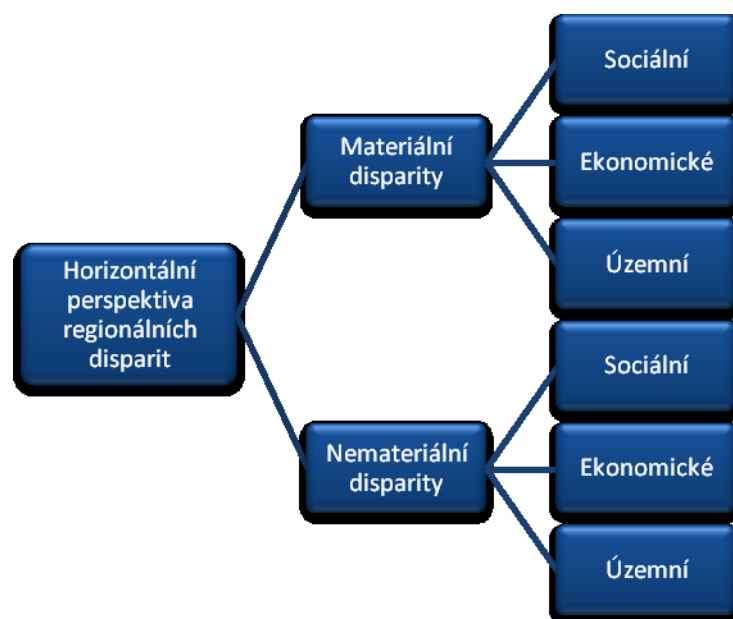 Horizontální
perspektiva
regionálních
disparit
Materiální
disparity
Sociální
Ekonomické
Územní
Nemateriální
disparity
Sociální
Ekonomické
Územní